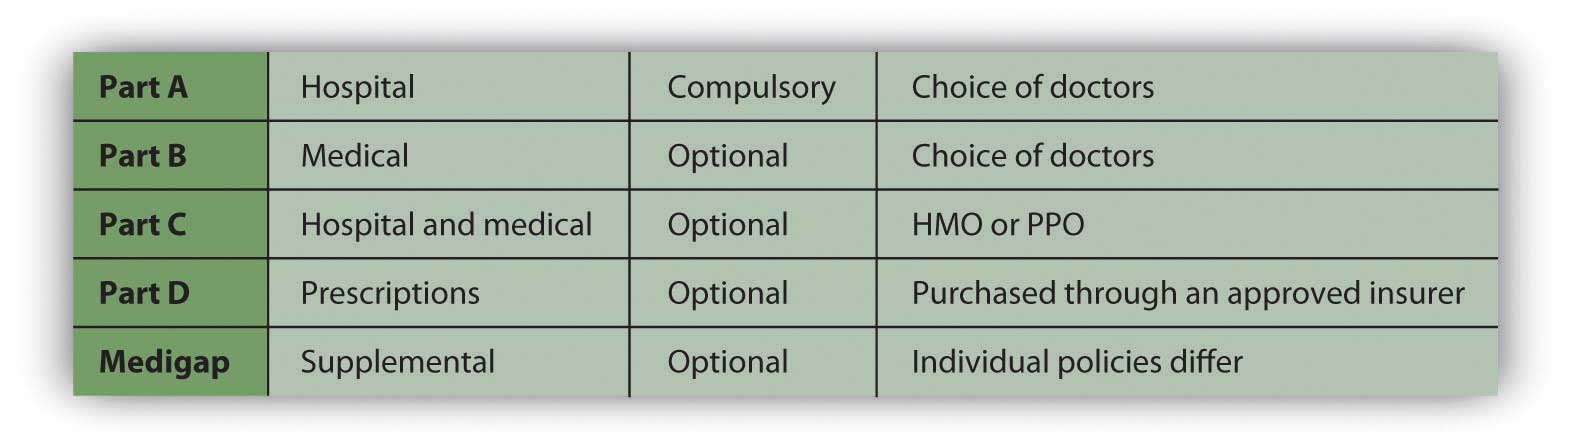 Part A Hospital Compulsory Choice of doctors
Part B Medical Optional Choice of doctors
Part C Hospital and medical Optional HMO or PPO
Part D Prescriptions Optional Purchased through an approved insurer
Medigap Supplemental Optional Individual policies differ